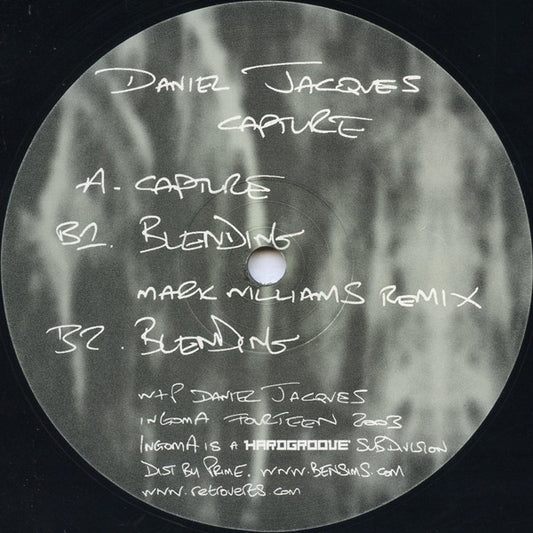 DANIEL JACQUES
CAPTURE
A - CAPTURE
B1. BLENDING
MARK WILLIAMS REMIX
B2. BLENDING
W+P DANIEL JACQUES
INGOMA FOURTEEN 2003
INGOMA IS A HARDGROOVE SUBDIVISION
DIST BY PRIME. WWW.BENSIMS.COM
WWW.RETROVERTS.COM